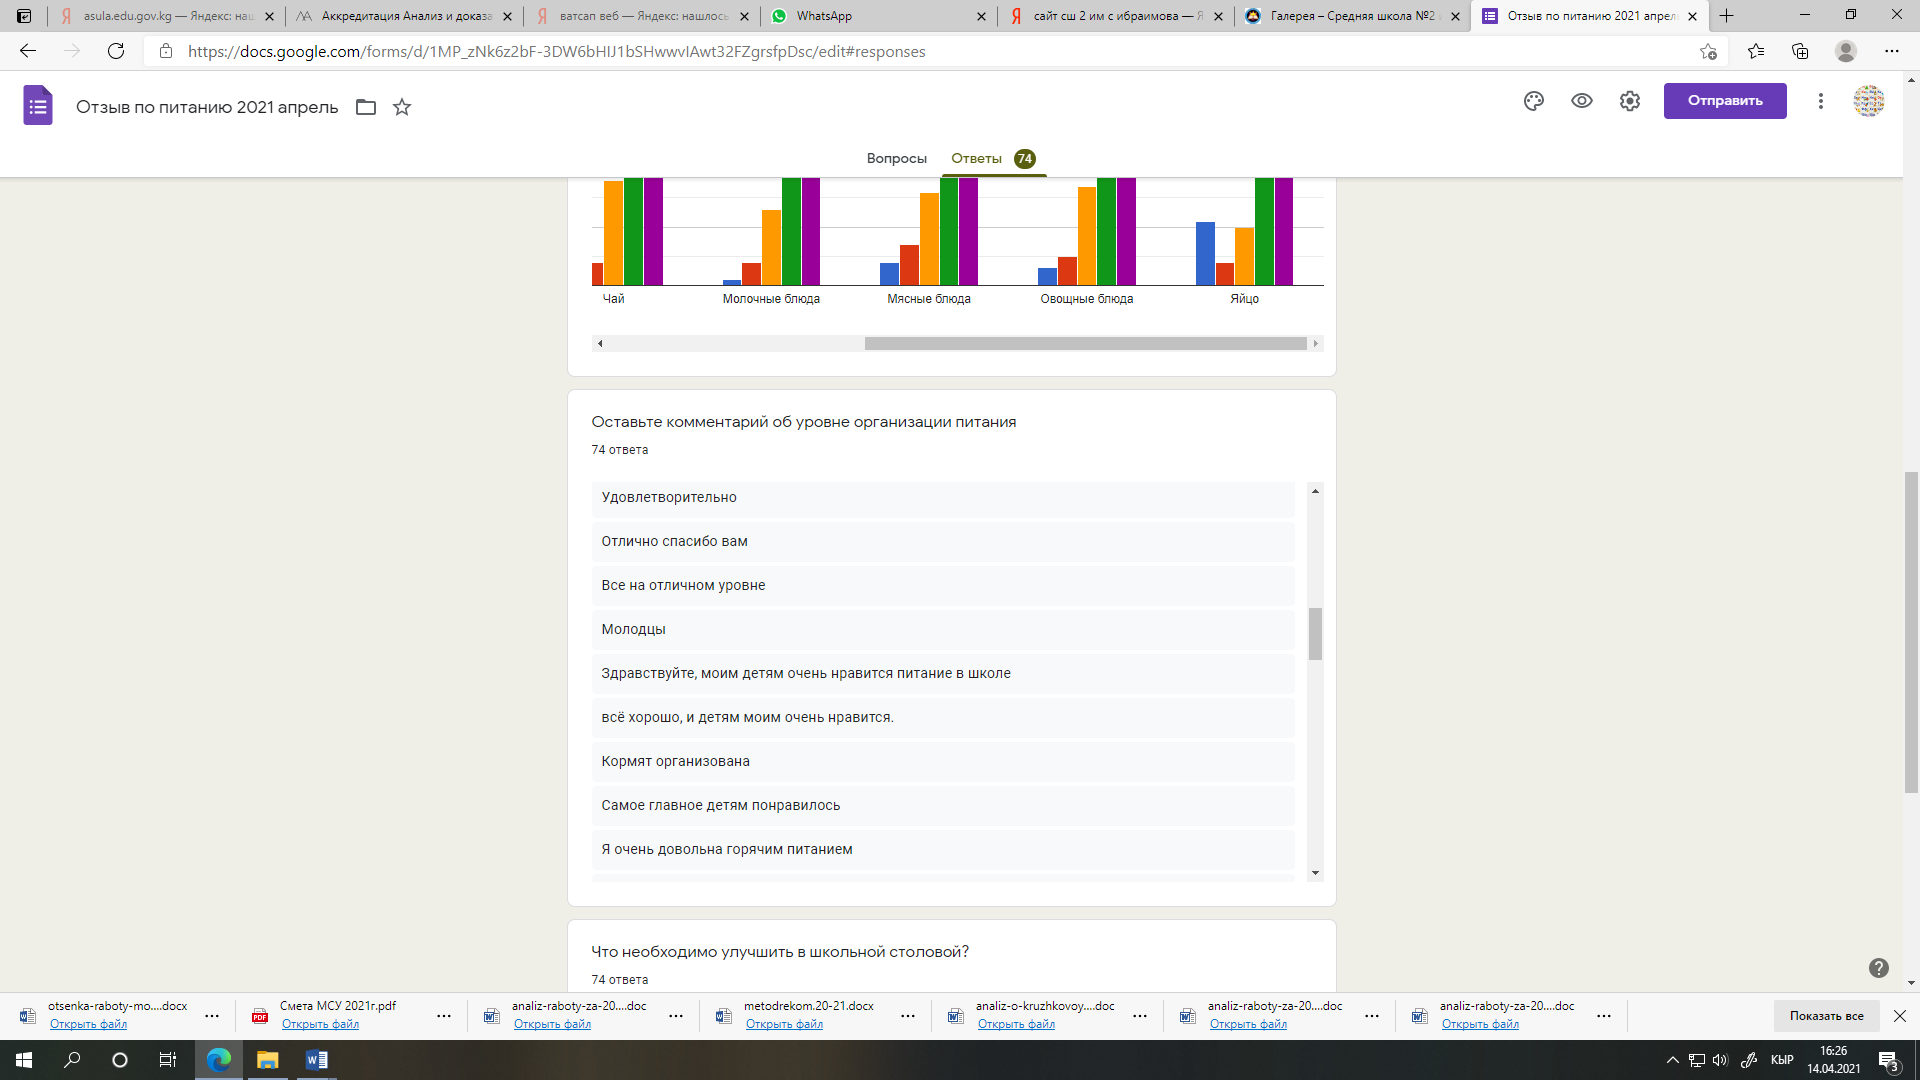 asula.edu.gov.kg — Яндекс: наш
Аккредитация Анализ и доказа
ватсап веб — Яндекс: нашлось
WhatsApp
сайт сш 2 им с ибраимова — Я
Галерея – Средняя школа №2 и
Отзыв по питанию 2021 апрель
https://docs.google.com/forms/d/1MP_zNk6z2bF-3DW6bHIJ1bSHwwvIAwt32FZgrsfpDsc/edit#responses
Отзыв по питанию 2021 апрель
Отправить
Вопросы
Ответы 74
Чай
Молочные блюда
Мясные блюда
Овощные блюда
Яйцо
Оставьте комментарий об уровне организации питания
74 ответа
Удовлетворительно
Отлично спасибо вам
Все на отличном уровне
Молодцы
Здравствуйте, моим детям очень нравится питание в школе
всё хорошо, и детям моим очень нравится.
Кормят организована
Самое главное детям понравилось
Я очень довольна горячим питанием
Что необходимо улучшить в школьной столовой?
74 ответа
otsenka-raboty-mo....docx
Открыть файл
Смета МСУ 2021г.pdf
Открыть файл
analiz-raboty-za-20....doc
Открыть файл
metodrekom.20-21.docx
Открыть файл
analiz-o-kruzhkovoy....doc
Открыть файл
analiz-raboty-za-20....doc
Открыть файл
analiz-raboty-za-20....doc
Открыть файл
Показать все
КЫР
16:26
14.04.2021
3